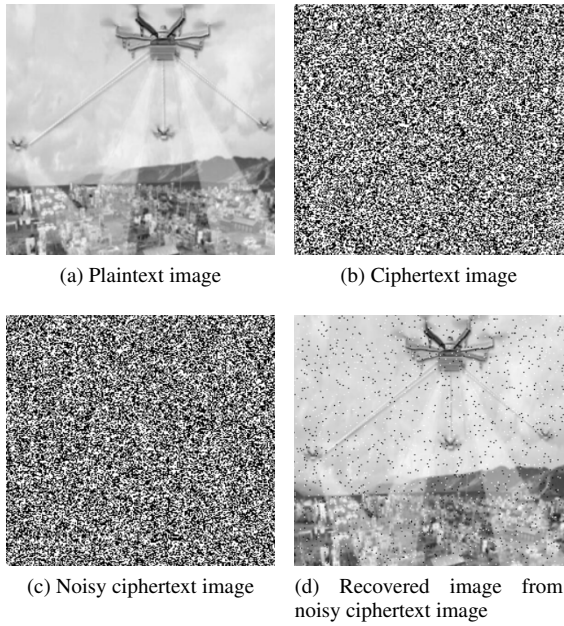 (a) Plaintext image
(b) Ciphertext image
(c) Noisy ciphertext image
(d) Recovered image from
noisy ciphertext image